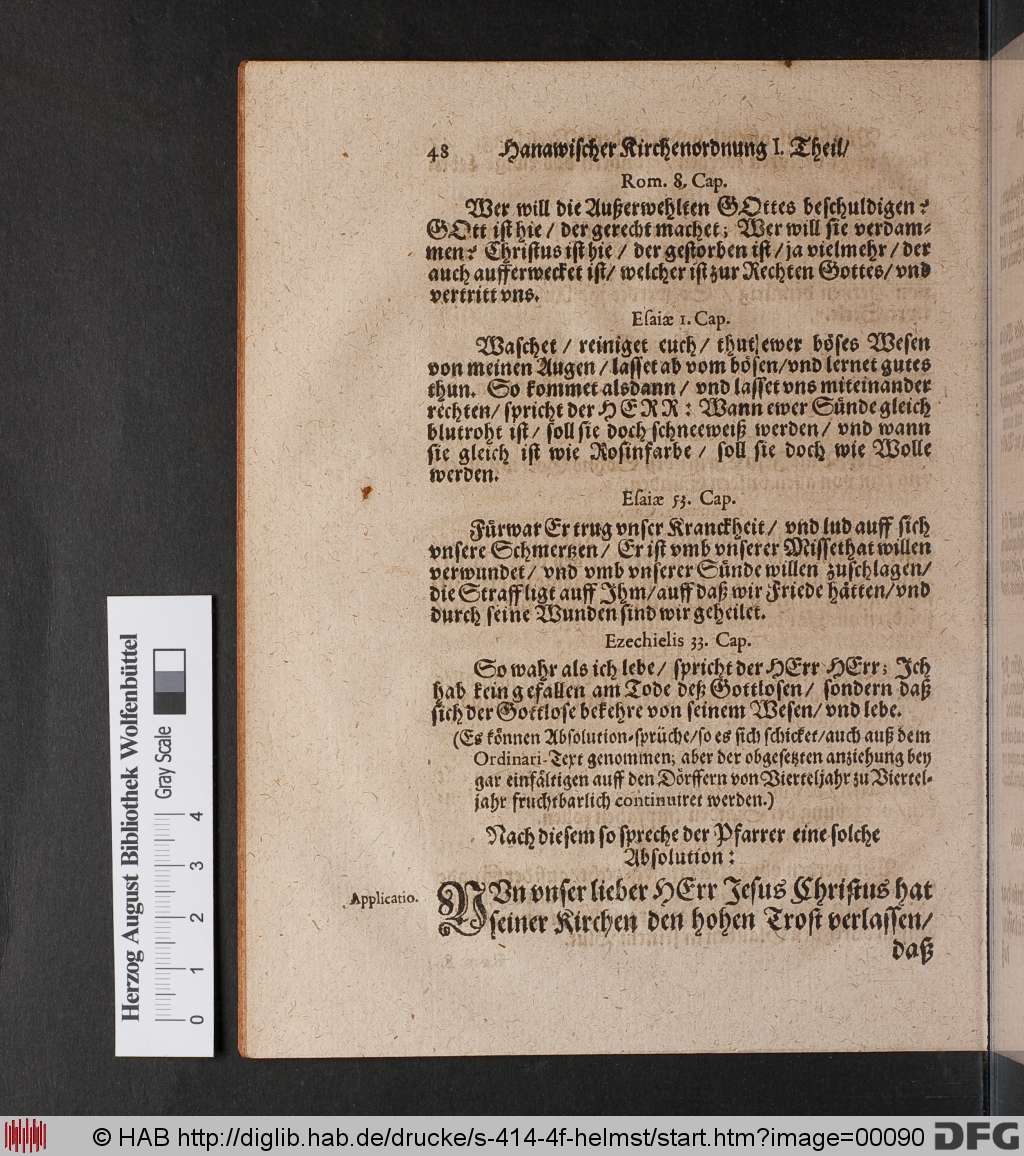 48 Hanawischer Kirchenordnung I. Theil/
Rom. 8. Cap.
Wer will die Außerwehlten GOttes beschuldigen?
GOtt ist hie / der gerecht machet; Wer will sie verdam-
men? Christus ist hie / der gestorben ist / ja vielmehr / der
auch aufferwecket ist/ welcher ist zur Rechten Gottes/ vnd
vertritt vns.
Esaiæ 1. Cap.
Waschet / reiniget euch/ thut ewer böses Wesen
von meinen Augen / lasset ab vom bösen/vnd lernet gutes
thun. So kommet alsdann / vnd lasset vns miteinander
rechten/ spricht der HERR: Wann ewer Sünde gleich
blutroht ist/ soll sie doch schneeweiß werden/ vnd wann
sie gleich ist wie Rosinfarbe / soll sie doch wie Wolle
werden.
Esaiæ 53. Cap.
Fürwar Er trug vnser Kranckheit/ vnd lud auff sich
vnsere Schmertzen/ Er ist vmb vnserer Missethat willen
verwundet/ vnd vmb vnserer Sünde willen zuschlagen/
die Straff ligt auff Ihm/auff daß wir Friede hätten/vnd
durch seine Wunden sind wir geheilet.
Ezechielis 33. Cap.
So wahr als ich lebe/ spricht der HErr HErr; Ich
hab kein gefallen am Tode deß Gottlosen/ sondern daß
sich der Gottlose bekehre von seinem Wesen/ vnd lebe.
(Es können Absolution-sprüche/so es sich schicket/auch auß dem
Ordinari-Text genommen; aber der obgesetzten anziehung bey
gar einfältigen auff den Dörffern von Vierteljahr zu Viertel-
jahr fruchtbarlich continuiret werden.)
Nach diesem so spreche der Pfarrer eine solche
Absolution:
Applicatio. NVn vnser lieber HErr Jesus Christus hat
seiner Kirchen den hohen Trost verlassen/
daß
Herzog August Bibliothek Wolfenbüttel
Gray Scale
0 1 2 3 4
© HAB http://diglib.hab.de/drucke/s-414-4f-helmst/start.htm?image=00090 DFG